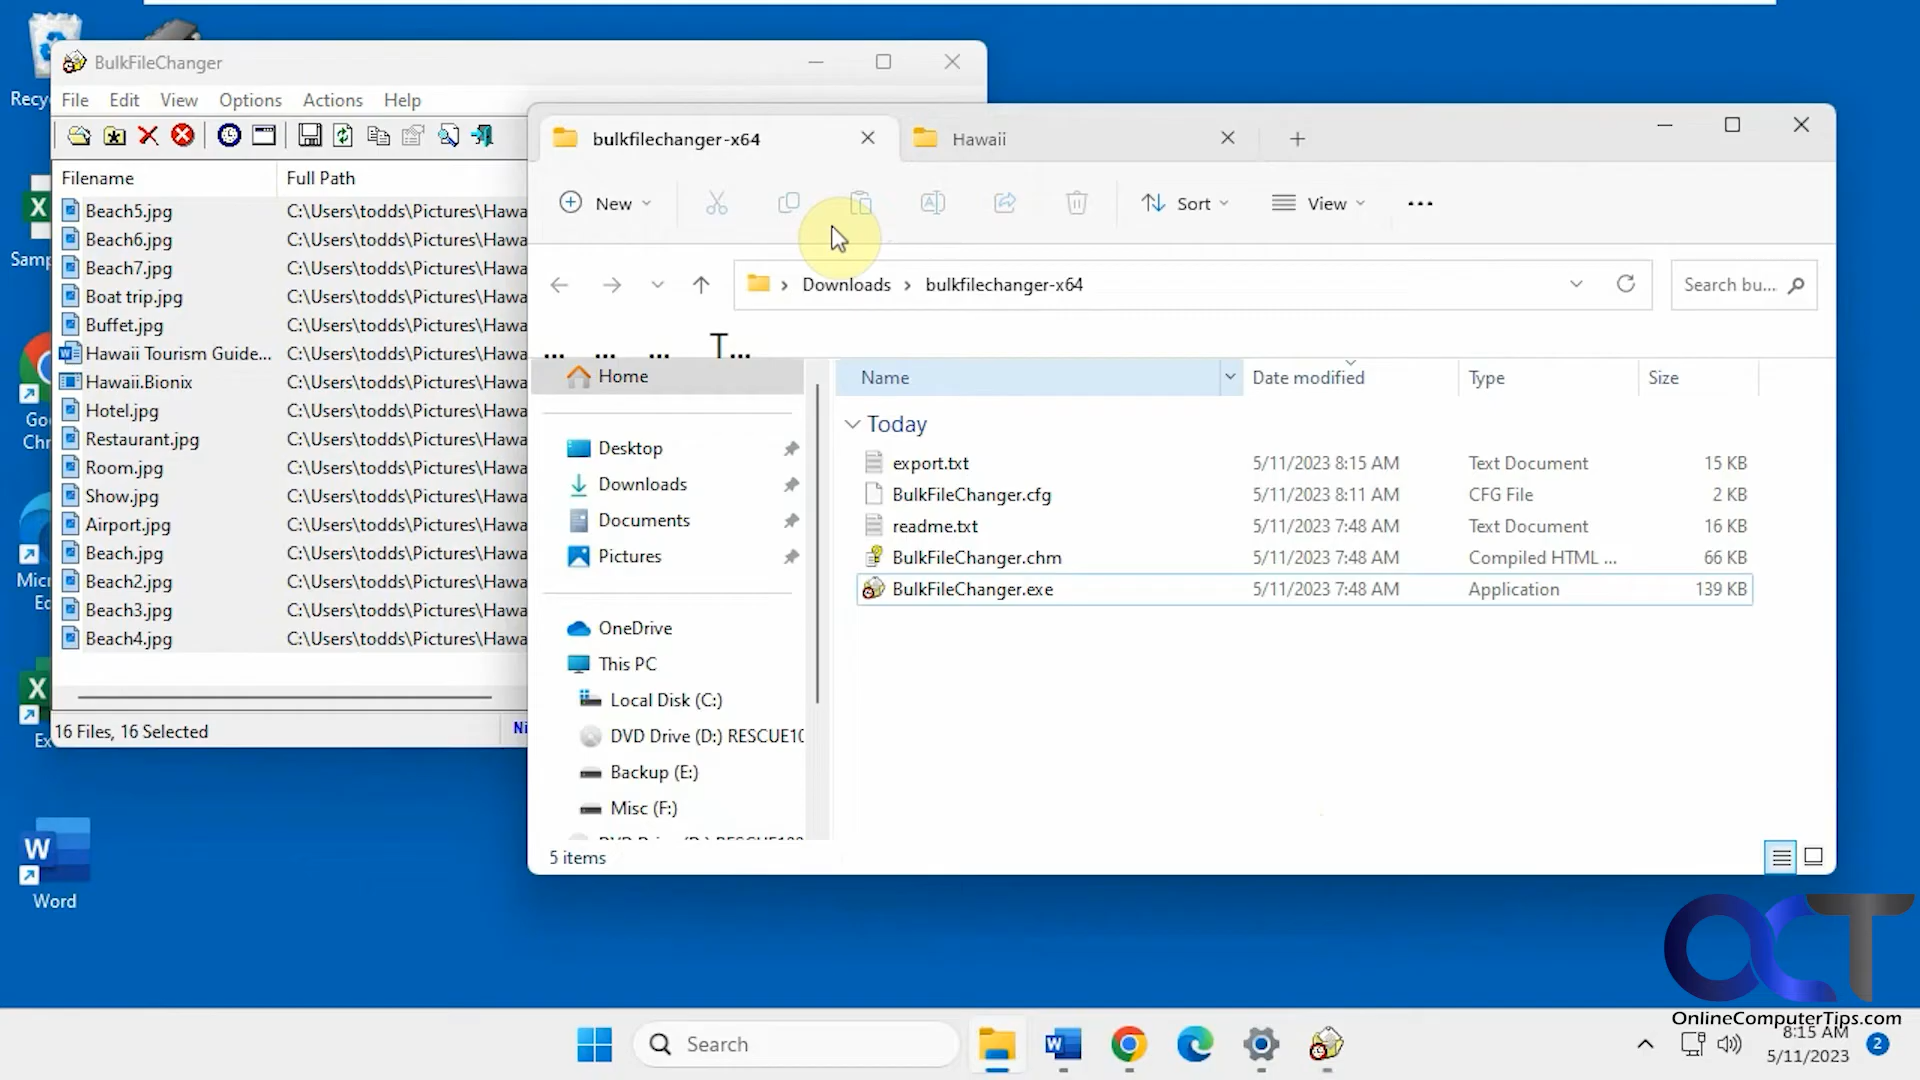 Recy
Samp
Goo
Chr
Micr
Ed
Ex
Word
BulkFileChanger
File Edit View Options Actions Help
Filename Full Path
Beach5.jpg C:\Users\todds\Pictures\Hawa
Beach6.jpg C:\Users\todds\Pictures\Hawa
Beach7.jpg C:\Users\todds\Pictures\Hawa
Boat trip.jpg C:\Users\todds\Pictures\Hawa
Buffet.jpg C:\Users\todds\Pictures\Hawa
Hawaii Tourism Guide... C:\Users\todds\Pictures\Hawa
Hawaii.Bionix C:\Users\todds\Pictures\Hawa
Hotel.jpg C:\Users\todds\Pictures\Hawa
Restaurant.jpg C:\Users\todds\Pictures\Hawa
Room.jpg C:\Users\todds\Pictures\Hawa
Show.jpg C:\Users\todds\Pictures\Hawa
Airport.jpg C:\Users\todds\Pictures\Hawa
Beach.jpg C:\Users\todds\Pictures\Hawa
Beach2.jpg C:\Users\todds\Pictures\Hawa
Beach3.jpg C:\Users\todds\Pictures\Hawa
Beach4.jpg C:\Users\todds\Pictures\Hawa
16 Files, 16 Selected Ni
bulkfilechanger-x64 Hawaii
New Sort View
Downloads > bulkfilechanger-x64 Search bu...
... ... ... T...
Home
Desktop
Downloads
Documents
Pictures
OneDrive
This PC
Local Disk (C:)
DVD Drive (D:) RESCUE10
Backup (E:)
Misc (F:)
Name Date modified Type Size
Today
export.txt 5/11/2023 8:15 AM Text Document 15 KB
BulkFileChanger.cfg 5/11/2023 8:11 AM CFG File 2 KB
readme.txt 5/11/2023 7:48 AM Text Document 16 KB
BulkFileChanger.chm 5/11/2023 7:48 AM Compiled HTML ... 66 KB
BulkFileChanger.exe 5/11/2023 7:48 AM Application 139 KB
5 items
OCT
OnlineComputerTips.com
Search
8:15 AM
5/11/2023
2